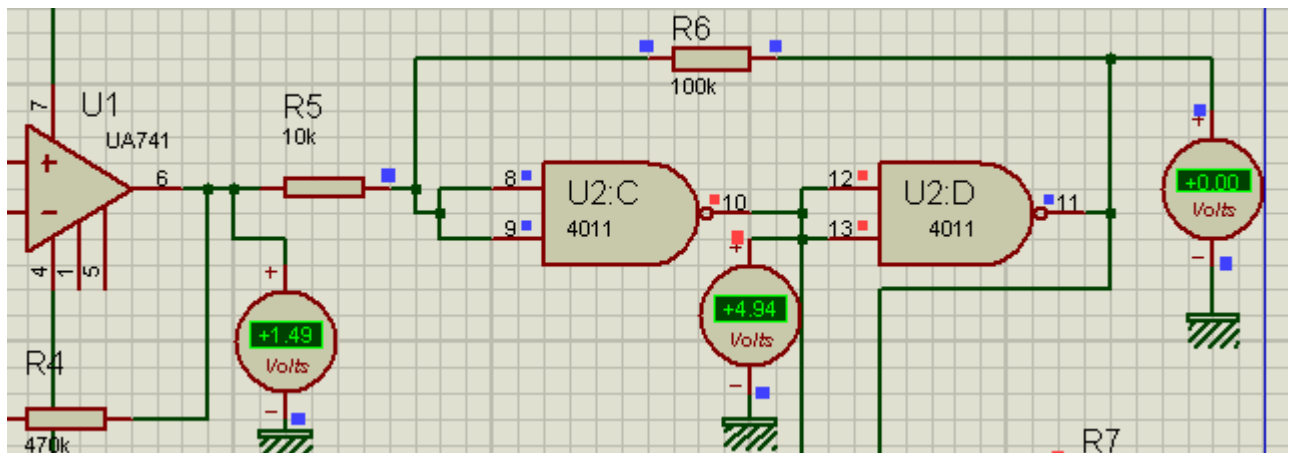 R6
100k
7
U1
UA741
+
−
6
4
1
5
R5
10k
8
9
U2:C
4011
10
12
13
U2:D
4011
11
+
+0.00
Volts
−
+
+1.49
Volts
−
+
+4.94
Volts
−
R4
470k
R7